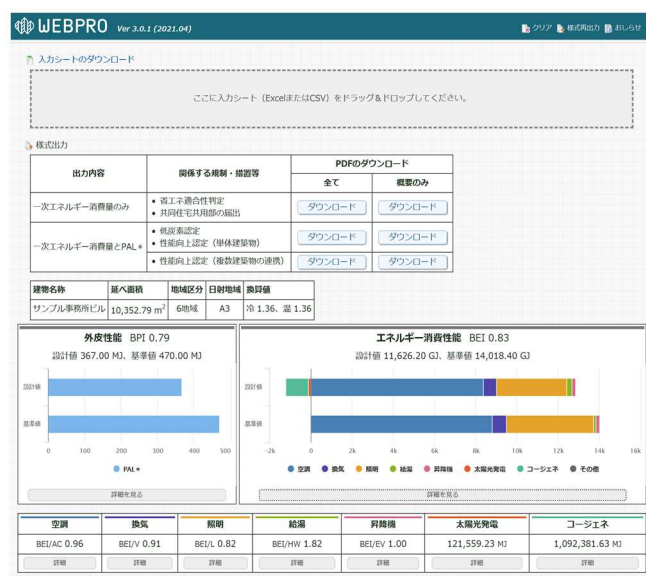 WEBPRO Ver 3.0.1 (2021.04)
クリア 様式再出力 おしらせ
入力シートのダウンロード
ここに入力シート（ExcelまたはCSV）をドラッグ&ドロップしてください。
様式出力
出力内容 関係する規制・措置等 PDFのダウンロード
全て 概要のみ
一次エネルギー消費量のみ
• 省エネ適合性判定
• 共同住宅共用部の届出
ダウンロード ダウンロード
一次エネルギー消費量とPAL*
• 低炭素認定
• 性能向上認定（単体建築物）
ダウンロード ダウンロード
• 性能向上認定（複数建築物の連携） ダウンロード ダウンロード
建物名称 延べ面積 地域区分 日射地域 換算値
サンプル事務所ビル 10,352.79 m² 6地域 A3 冷 1.36、温 1.36
外皮性能 BPI 0.79
設計値 367.00 MJ、基準値 470.00 MJ
設計値
基準値
0 100 200 300 400 500
PAL*
詳細を見る
エネルギー消費性能 BEI 0.83
設計値 11,626.20 GJ、基準値 14,018.40 GJ
設計値
基準値
-2k 0 2k 4k 6k 8k 10k 12k 14k 16k
空調 換気 照明 給湯 昇降機 太陽光発電 コージェネ その他
詳細を見る
空調 換気 照明 給湯 昇降機 太陽光発電 コージェネ
BEI/AC 0.96 BEI/V 0.91 BEI/L 0.82 BEI/HW 1.82 BEI/EV 1.00 121,559.23 MJ 1,092,381.63 MJ
詳細 詳細 詳細 詳細 詳細 詳細 詳細